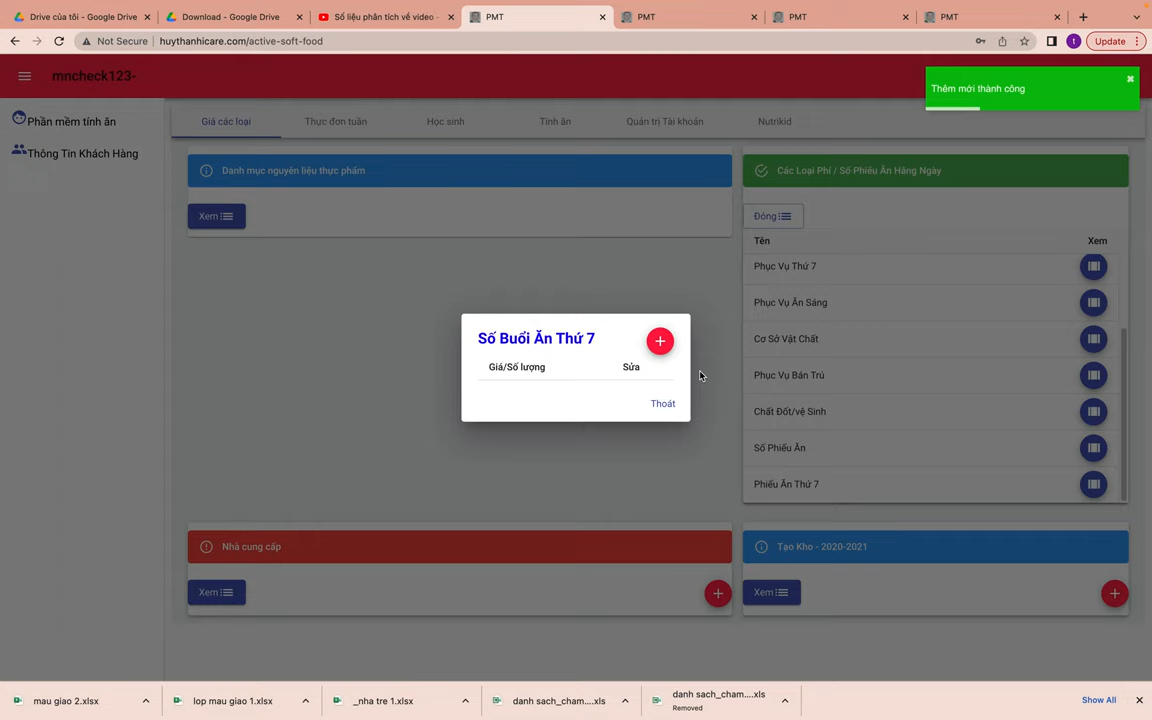 Drive của tôi - Google Drive
Download - Google Drive
Số liệu phân tích về video -
PMT
PMT
PMT
PMT
Not Secure
huythanhicare.com/active-soft-food
t
Update
mncheck123-
Thêm mới thành công
Phần mềm tính ăn
Thông Tin Khách Hàng
Giá các loại
Thực đơn tuần
Học sinh
Tính ăn
Quản trị Tài khoản
Nutrikid
Danh mục nguyên liệu thực phẩm
Xem
Các Loại Phí / Số Phiếu Ăn Hằng Ngày
Đóng
Tên
Xem
Phục Vụ Thứ 7
Phục Vụ Ăn Sáng
Cơ Sở Vật Chất
Phục Vụ Bán Trú
Chất Đốt/vệ Sinh
Số Phiếu Ăn
Phiếu Ăn Thứ 7
Số Buổi Ăn Thứ 7
Giá/Số lượng
Sửa
Thoát
Nhà cung cấp
Xem
Tạo Kho - 2020-2021
Xem
mau giao 2.xlsx
lop mau giao 1.xlsx
_nha tre 1.xlsx
danh sach_cham....xls
danh sach_cham....xls
Removed
Show All